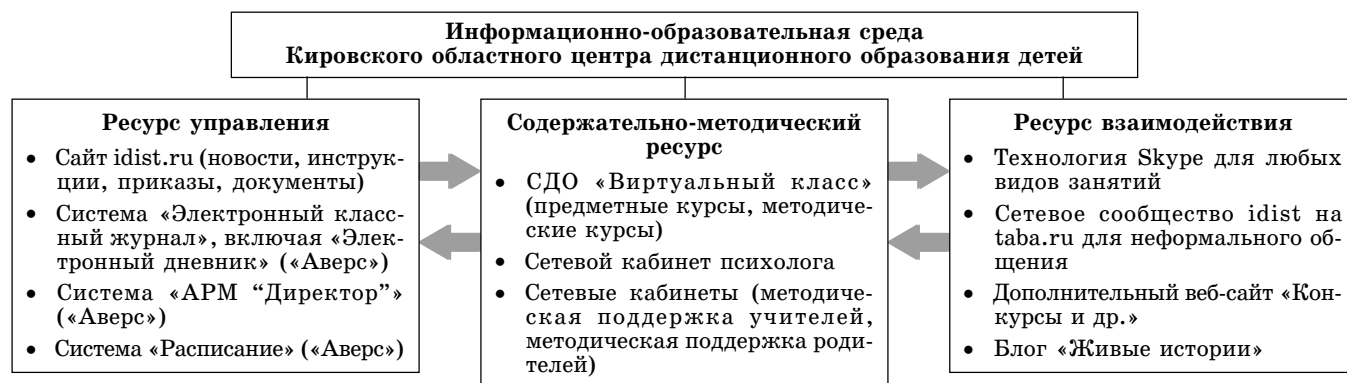 Информационно-образовательная среда
Кировского областного центра дистанционного образования детей
Ресурс управления
• Сайт idist.ru (новости, инструк-
ции, приказы, документы)
• Система «Электронный класс-
ный журнал», включая «Элек-
тронный дневник» («Аверс»)
• Система «АРМ “Директор”»
(«Аверс»)
• Система «Расписание» («Аверс»)
Содержательно-методический
ресурс
• СДО «Виртуальный класс»
(предметные курсы, методиче-
ские курсы)
• Сетевой кабинет психолога
• Сетевые кабинеты (методиче-
ская поддержка учителей,
методическая поддержка роди-
телей)
Ресурс взаимодействия
• Технология Skype для любых
видов занятий
• Сетевое сообщество idist на
taba.ru для неформального об-
щения
• Дополнительный веб-сайт «Кон-
курсы и др.»
• Блог «Живые истории»